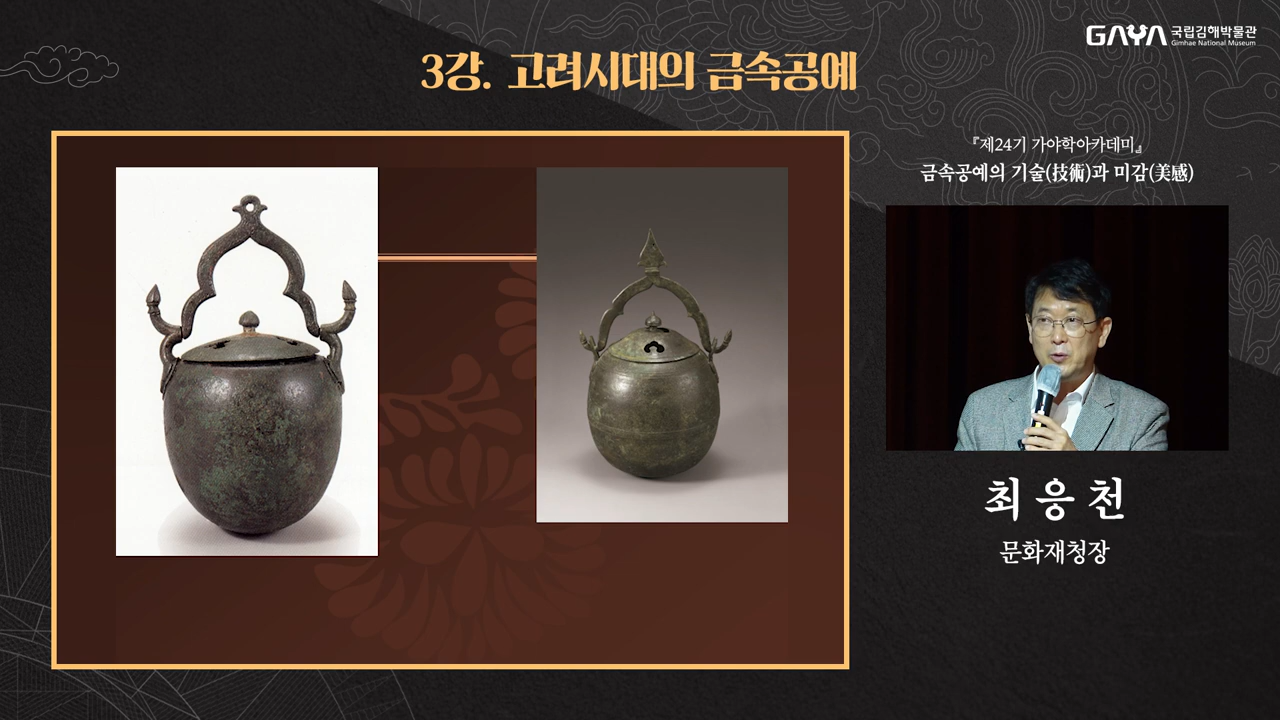 GAYA 국립김해박물관
Gimhae National Museum
3강. 고려시대의 금속공예
『제24기 가야학아카데미』
금속공예의 기술(技術)과 미감(美感)
최응천
문화재청장